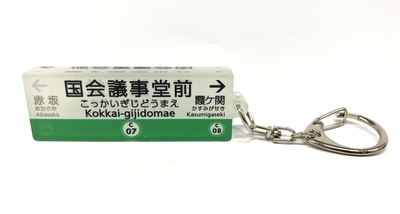 国会議事堂前
こっかいぎじどうまえ
Kokkai-gijidomae
赤坂
あかさか
Akasaka
霞ケ関
かすみがせき
Kasumigaseki
C
07
C
08